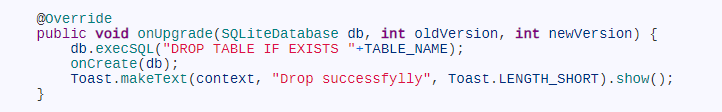 @Override
public void onUpgrade(SQLiteDatabase db, int oldVersion, int newVersion) {
    db.execSQL("DROP TABLE IF EXISTS "+TABLE_NAME);
    onCreate(db);
    Toast.makeText(context, "Drop successfylly", Toast.LENGTH_SHORT).show();
}